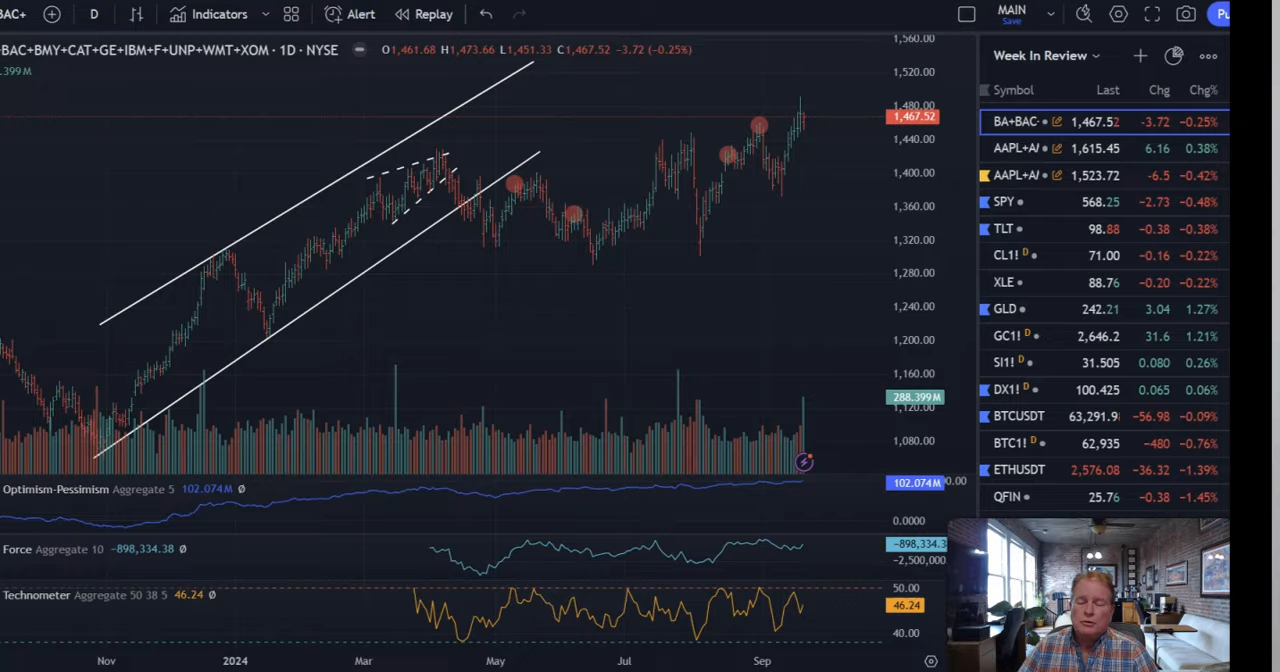 BAC+ D Indicators Alert Replay MAIN Save Pu
BAC+BMY+CAT+GE+IBM+F+UNP+WMT+XOM · 1D · NYSE O1,461.68 H1,473.66 L1,451.33 C1,467.52 -3.72 (-0.25%)
.399M
1,560.00
1,520.00
1,480.00
1,467.52
1,440.00
1,400.00
1,360.00
1,320.00
1,280.00
1,240.00
1,200.00
1,160.00
288.399M
1,120.00
1,080.00
Optimism-Pessimism Aggregate 5 102.074M Ø
102.074M 00.00
0.0000
Force Aggregate 10 -898,334.38 Ø
-898,334.3
-2,500,000
Technometer Aggregate 50 38 5 46.24 Ø
50.00
46.24
40.00
Nov 2024 Mar May Jul Sep
Week In Review
Symbol Last Chg Chg%
BA+BAC- 1,467.52 -3.72 -0.25%
AAPL+A/ 1,615.45 6.16 0.38%
AAPL+A/ 1,523.72 -6.5 -0.42%
SPY 568.25 -2.73 -0.48%
TLT 98.88 -0.38 -0.38%
CL1! D 71.00 -0.16 -0.22%
XLE 88.76 -0.20 -0.22%
GLD 242.21 3.04 1.27%
GC1! D 2,646.2 31.6 1.21%
SI1! D 31.505 0.080 0.26%
DX1! D 100.425 0.065 0.06%
BTCUSDT 63,291.9 -56.98 -0.09%
BTC1! D 62,935 -480 -0.76%
ETHUSDT 2,576.08 -36.32 -1.39%
QFIN 25.76 -0.38 -1.45%